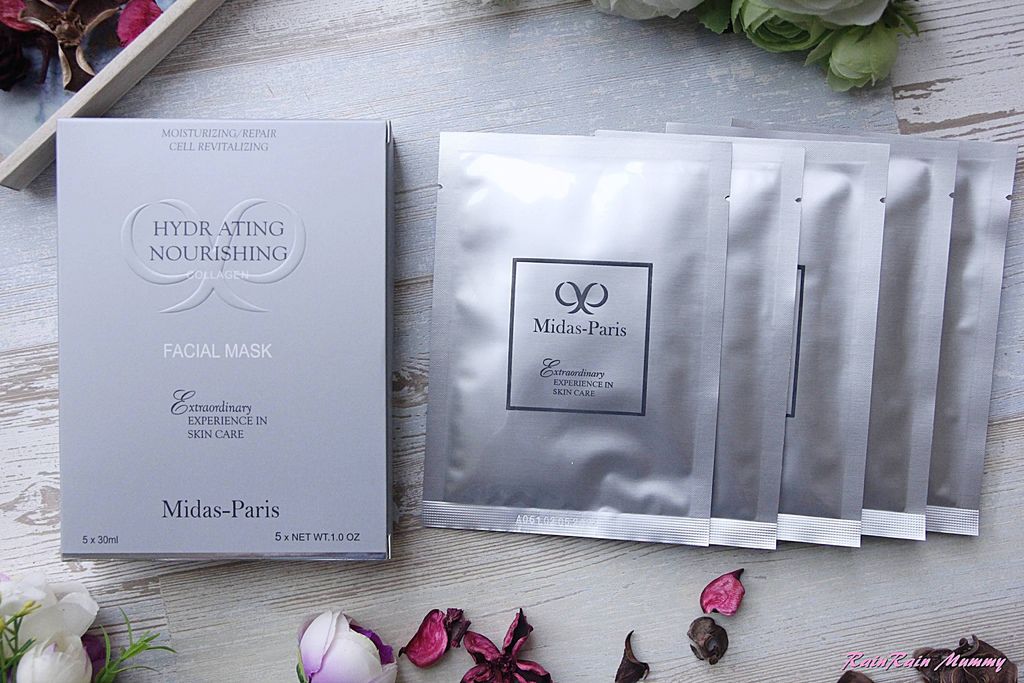 MOISTURIZING/REPAIR
CELL REVITALIZING
HYDRATING
NOURISHING
COLLAGEN
FACIAL MASK
Extraordinary
EXPERIENCE IN
SKIN CARE
Midas-Paris
5 x 30ml
5 x NET WT.1.0 OZ
Midas-Paris
Extraordinary
EXPERIENCE IN
SKIN CARE
RainRain Mummy